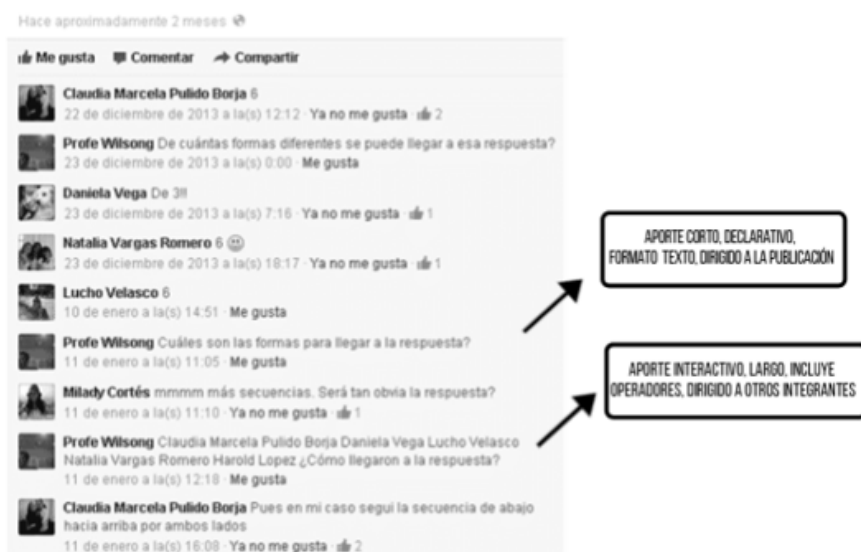 Hace aproximadamente 2 meses
Me gusta Comentar Compartir
Claudia Marcela Pulido Borja 6
22 de diciembre de 2013 a la(s) 12:12 · Ya no me gusta · 2
Profe Wilsong De cuántas formas diferentes se puede llegar a esa respuesta?
23 de diciembre de 2013 a la(s) 0:00 · Me gusta
Daniela Vega De 3!!
23 de diciembre de 2013 a la(s) 7:16 · Ya no me gusta · 1
Natalia Vargas Romero 6
23 de diciembre de 2013 a la(s) 18:17 · Ya no me gusta · 1
Lucho Velasco 6
10 de enero a la(s) 14:51 · Me gusta
Profe Wilsong Cuáles son las formas para llegar a la respuesta?
11 de enero a la(s) 11:05 · Me gusta
Milady Cortés mmmm más secuencias. Será tan obvia la respuesta?
11 de enero a la(s) 11:10 · Ya no me gusta · 1
Profe Wilsong Claudia Marcela Pulido Borja Daniela Vega Lucho Velasco
Natalia Vargas Romero Harold Lopez ¿Cómo llegaron a la respuesta?
11 de enero a la(s) 12:18 · Me gusta
Claudia Marcela Pulido Borja Pues en mi caso segui la secuencia de abajo
hacia arriba por ambos lados
11 de enero a la(s) 16:08 · Ya no me gusta · 2
APORTE CORTO, DECLARATIVO,
FORMATO TEXTO, DIRIGIDO A LA PUBLICACIÓN
APORTE INTERACTIVO, LARGO, INCLUYE
OPERADORES, DIRIGIDO A OTROS INTEGRANTES